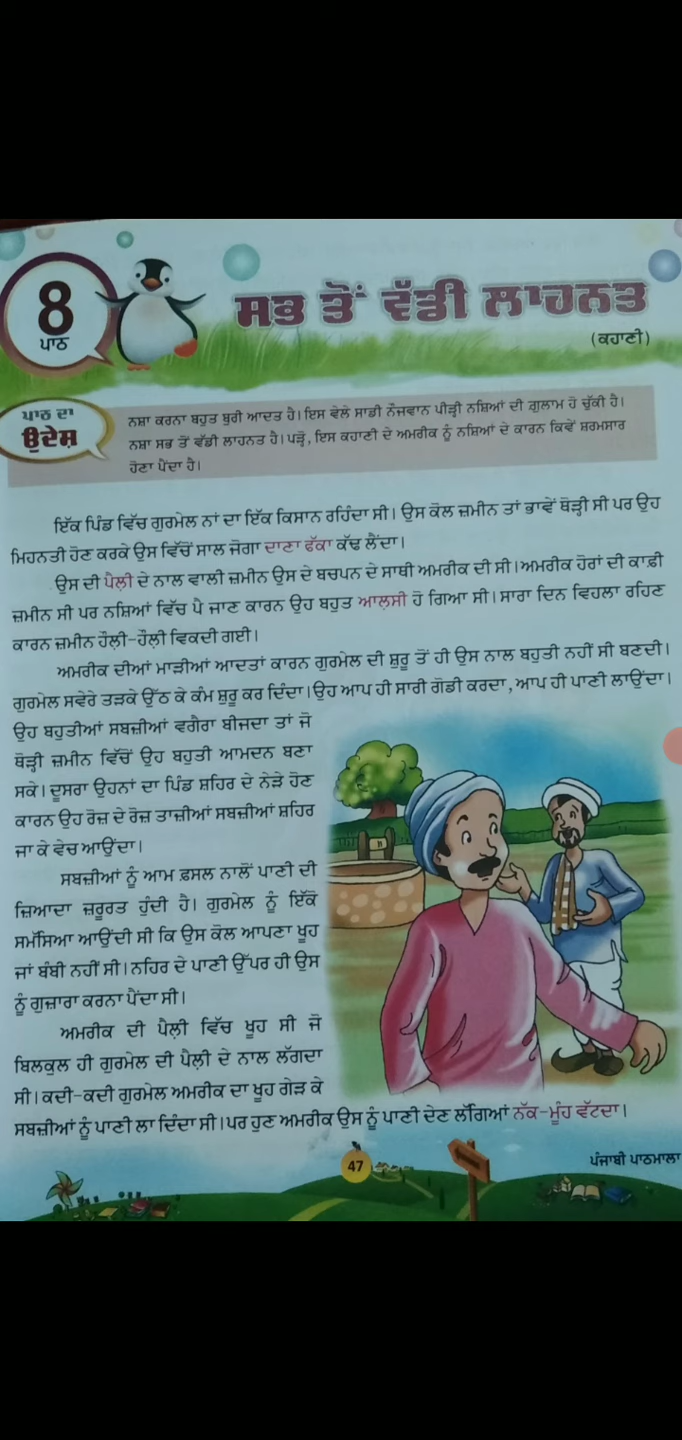 8
ਪਾਠ
ਸਭ ਤੋਂ ਵੱਡੀ ਲਾਹਨਤ
(ਕਹਾਣੀ)
ਪਾਠ ਦਾ
ਉਦੇਸ਼
ਨਸ਼ਾ ਕਰਨਾ ਬਹੁਤ ਬੁਰੀ ਆਦਤ ਹੈ। ਇਸ ਵੇਲੇ ਸਾਡੀ ਨੌਜਵਾਨ ਪੀੜ੍ਹੀ ਨਸ਼ਿਆਂ ਦੀ ਗ਼ੁਲਾਮ ਹੋ ਚੁੱਕੀ ਹੈ।
ਨਸ਼ਾ ਸਭ ਤੋਂ ਵੱਡੀ ਲਾਹਨਤ ਹੈ। ਪੜ੍ਹੋ, ਇਸ ਕਹਾਣੀ ਦੇ ਅਮਰੀਕ ਨੂੰ ਨਸ਼ਿਆਂ ਦੇ ਕਾਰਨ ਕਿਵੇਂ ਸ਼ਰਮਸਾਰ
ਹੋਣਾ ਪੈਂਦਾ ਹੈ।
ਇੱਕ ਪਿੰਡ ਵਿੱਚ ਗੁਰਮੇਲ ਨਾਂ ਦਾ ਇੱਕ ਕਿਸਾਨ ਰਹਿੰਦਾ ਸੀ। ਉਸ ਕੋਲ ਜ਼ਮੀਨ ਤਾਂ ਭਾਵੇਂ ਥੋੜ੍ਹੀ ਸੀ ਪਰ ਉਹ
ਮਿਹਨਤੀ ਹੋਣ ਕਰਕੇ ਉਸ ਵਿੱਚੋਂ ਸਾਲ ਜੋਗਾ ਦਾਣਾ ਫੱਕਾ ਕੱਢ ਲੈਂਦਾ।
ਉਸ ਦੀ ਪੈਲ਼ੀ ਦੇ ਨਾਲ ਵਾਲੀ ਜ਼ਮੀਨ ਉਸ ਦੇ ਬਚਪਨ ਦੇ ਸਾਥੀ ਅਮਰੀਕ ਦੀ ਸੀ। ਅਮਰੀਕ ਹੋਰਾਂ ਦੀ ਕਾਫ਼ੀ
ਜ਼ਮੀਨ ਸੀ ਪਰ ਨਸ਼ਿਆਂ ਵਿੱਚ ਪੈ ਜਾਣ ਕਾਰਨ ਉਹ ਬਹੁਤ ਆਲਸੀ ਹੋ ਗਿਆ ਸੀ। ਸਾਰਾ ਦਿਨ ਵਿਹਲਾ ਰਹਿਣ
ਕਾਰਨ ਜ਼ਮੀਨ ਹੌਲ਼ੀ-ਹੌਲ਼ੀ ਵਿਕਦੀ ਗਈ।
ਅਮਰੀਕ ਦੀਆਂ ਮਾੜੀਆਂ ਆਦਤਾਂ ਕਾਰਨ ਗੁਰਮੇਲ ਦੀ ਸ਼ੁਰੂ ਤੋਂ ਹੀ ਉਸ ਨਾਲ ਬਹੁਤੀ ਨਹੀਂ ਸੀ ਬਣਦੀ।
ਗੁਰਮੇਲ ਸਵੇਰੇ ਤੜਕੇ ਉੱਠ ਕੇ ਕੰਮ ਸ਼ੁਰੂ ਕਰ ਦਿੰਦਾ। ਉਹ ਆਪ ਹੀ ਸਾਰੀ ਗੋਡੀ ਕਰਦਾ, ਆਪ ਹੀ ਪਾਣੀ ਲਾਉਂਦਾ।
ਉਹ ਬਹੁਤੀਆਂ ਸਬਜ਼ੀਆਂ ਵਗੈਰਾ ਬੀਜਦਾ ਤਾਂ ਜੋ
ਥੋੜ੍ਹੀ ਜ਼ਮੀਨ ਵਿੱਚੋਂ ਉਹ ਬਹੁਤੀ ਆਮਦਨ ਬਣਾ
ਸਕੇ। ਦੂਸਰਾ ਉਹਨਾਂ ਦਾ ਪਿੰਡ ਸ਼ਹਿਰ ਦੇ ਨੇੜੇ ਹੋਣ
ਕਾਰਨ ਉਹ ਰੋਜ਼ ਦੇ ਰੋਜ਼ ਤਾਜ਼ੀਆਂ ਸਬਜ਼ੀਆਂ ਸ਼ਹਿਰ
ਜਾ ਕੇ ਵੇਚ ਆਉਂਦਾ।
ਸਬਜ਼ੀਆਂ ਨੂੰ ਆਮ ਫ਼ਸਲ ਨਾਲੋਂ ਪਾਣੀ ਦੀ
ਜ਼ਿਆਦਾ ਜ਼ਰੂਰਤ ਹੁੰਦੀ ਹੈ। ਗੁਰਮੇਲ ਨੂੰ ਇੱਕੋ
ਸਮੱਸਿਆ ਆਉਂਦੀ ਸੀ ਕਿ ਉਸ ਕੋਲ ਆਪਣਾ ਖੂਹ
ਜਾਂ ਬੰਬੀ ਨਹੀਂ ਸੀ। ਨਹਿਰ ਦੇ ਪਾਣੀ ਉੱਪਰ ਹੀ ਉਸ
ਨੂੰ ਗੁਜ਼ਾਰਾ ਕਰਨਾ ਪੈਂਦਾ ਸੀ।
ਅਮਰੀਕ ਦੀ ਪੈਲ਼ੀ ਵਿੱਚ ਖੂਹ ਸੀ ਜੋ
ਬਿਲਕੁਲ ਹੀ ਗੁਰਮੇਲ ਦੀ ਪੈਲ਼ੀ ਦੇ ਨਾਲ ਲੱਗਦਾ
ਸੀ। ਕਦੀ-ਕਦੀ ਗੁਰਮੇਲ ਅਮਰੀਕ ਦਾ ਖੂਹ ਗੇੜ ਕੇ
ਸਬਜ਼ੀਆਂ ਨੂੰ ਪਾਣੀ ਲਾ ਦਿੰਦਾ ਸੀ। ਪਰ ਹੁਣ ਅਮਰੀਕ ਉਸ ਨੂੰ ਪਾਣੀ ਦੇਣ ਲੱਗਿਆਂ ਨੱਕ-ਮੂੰਹ ਵੱਟਦਾ।
47
ਪੰਜਾਬੀ ਪਾਠਮਾਲਾ